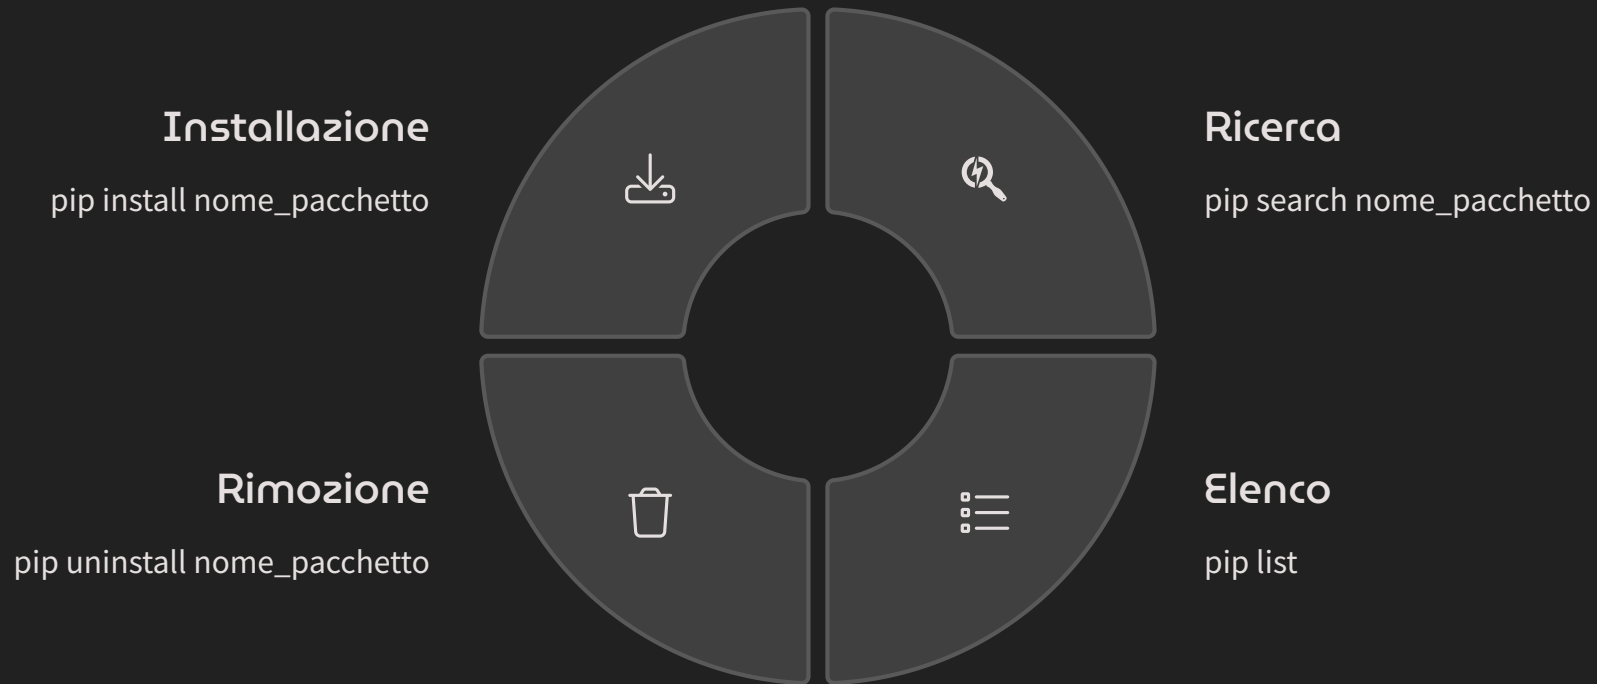 Installazione
pip install nome_pacchetto
Ricerca
pip search nome_pacchetto
Rimozione
pip uninstall nome_pacchetto
Elenco
pip list